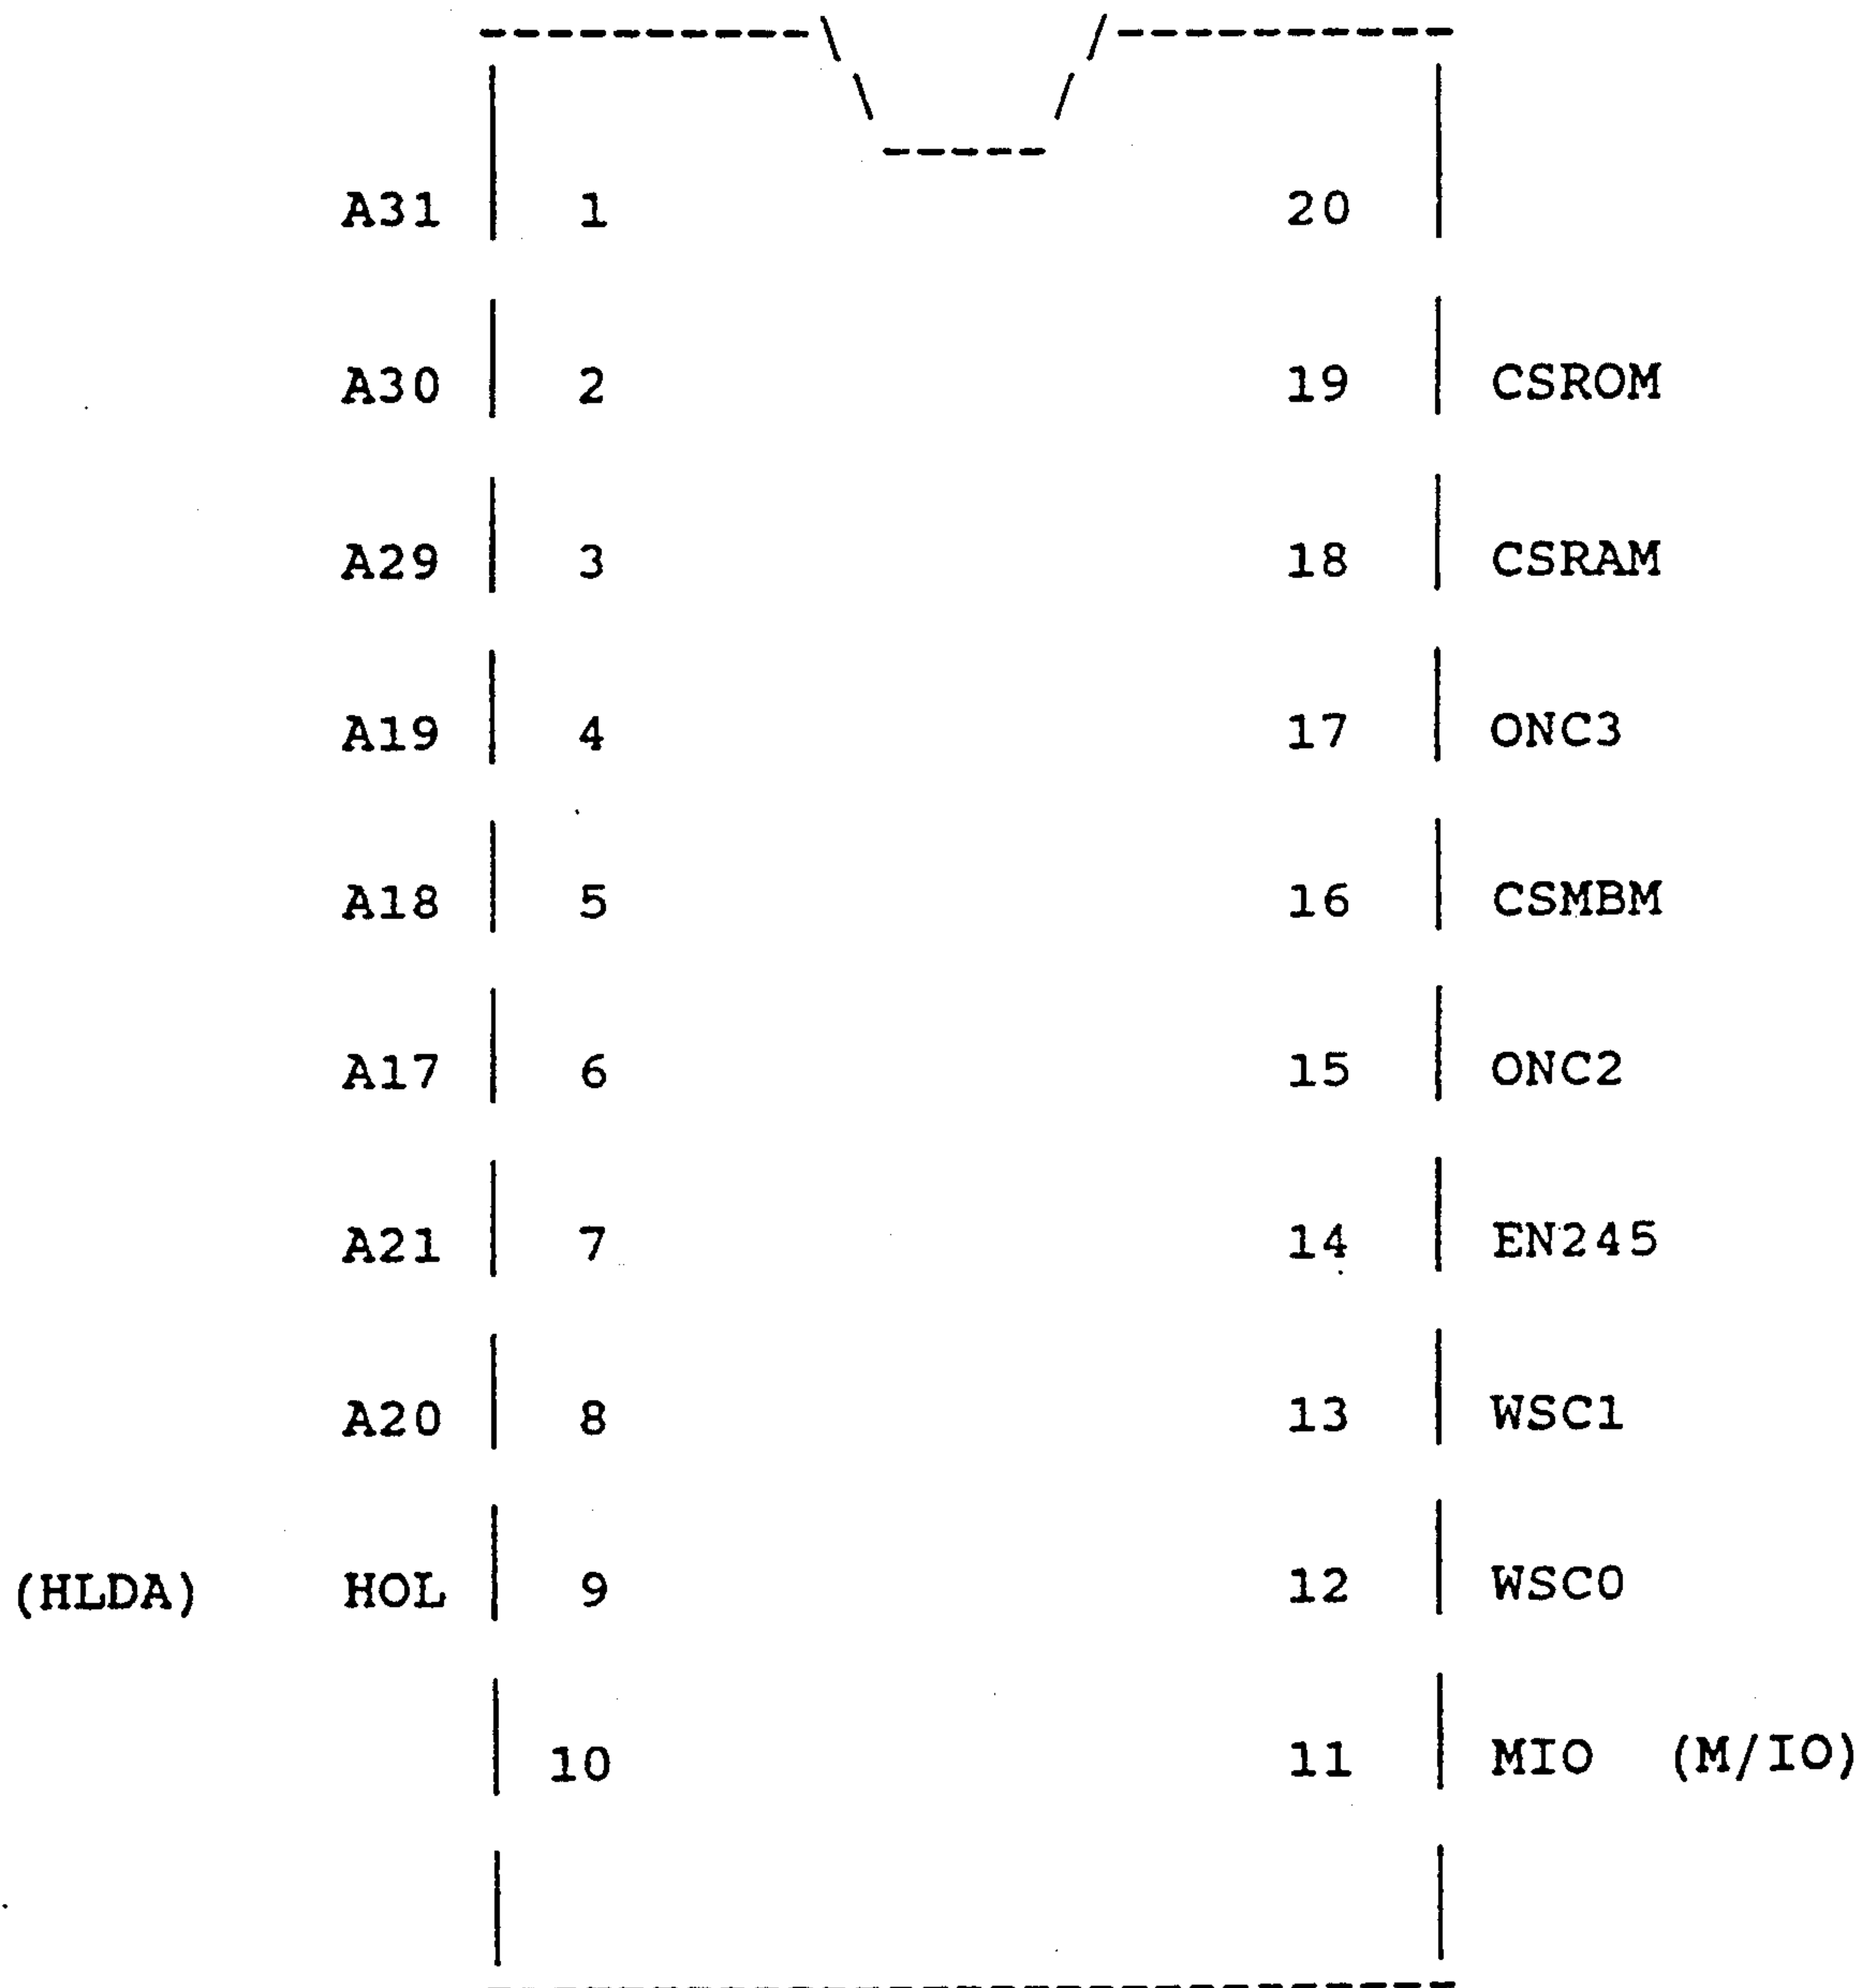 A31 1 20
A30 2 19 CSROM
A29 3 18 CSRAM
A19 4 17 ONC3
A18 5 16 CSMBM
A17 6 15 ONC2
A21 7 14 EN245
A20 8 13 WSC1
(HLDA) HOL 9 12 WSC0
10 11 MIO (M/IO)